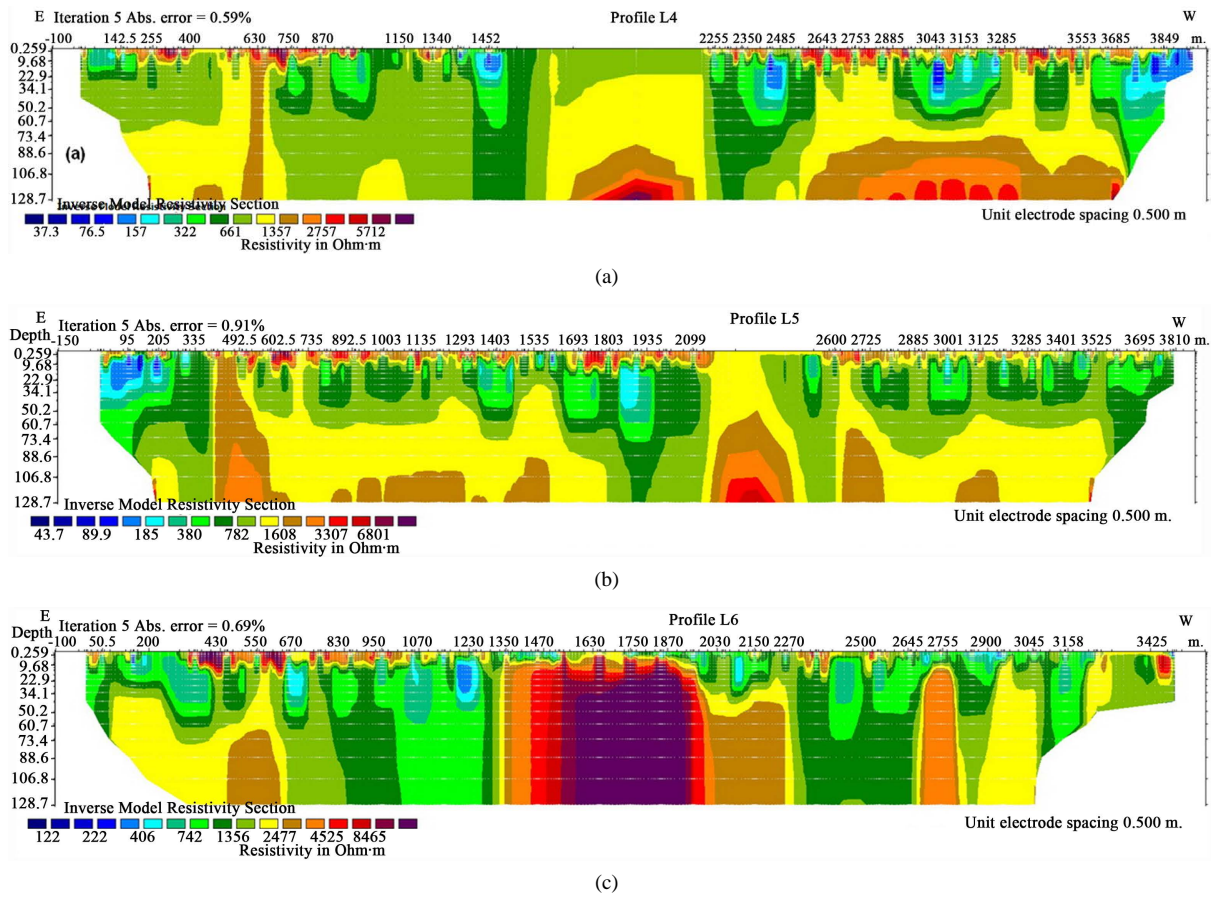 E Iteration 5 Abs. error = 0.59% Profile L4 W
-100 142.5 255 400 630 750 870 1150 1340 1452 2255 2350 2485 2643 2753 2885 3043 3153 3285 3553 3685 3849 m.
0.259
9.68
22.9
34.1
50.2
60.7
73.4
88.6
106.8
128.7
(a)
Inverse Model Resistivity Section
Inverse Model Resistivity Section
37.3 76.5 157 322 661 1357 2757 5712
Resistivity in Ohm·m
Unit electrode spacing 0.500 m
(a)
E Iteration 5 Abs. error = 0.91% Profile L5 W
Depth -150 95 205 335 492.5 602.5 735 892.5 1003 1135 1293 1403 1535 1693 1803 1935 2099 2600 2725 2885 3001 3125 3285 3401 3525 3695 3810 m.
0.259
9.68
22.9
34.1
50.2
60.7
73.4
88.6
106.8
128.7
Inverse Model Resistivity Section
43.7 89.9 185 380 782 1608 3307 6801
Resistivity in Ohm·m
Unit electrode spacing 0.500 m.
(b)
E Iteration 5 Abs. error = 0.69% Profile L6 W
Depth -100 50.5 200 430 550 670 830 950 1070 1230 1350 1470 1630 1750 1870 2030 2150 2270 2500 2645 2755 2900 3045 3158 3425 m.
0.259
9.68
22.9
34.1
50.2
60.7
73.4
88.6
106.8
128.7
Inverse Model Resistivity Section
122 222 406 742 1356 2477 4525 8465
Resistivity in Ohm·m
Unit electrode spacing 0.500 m.
(c)